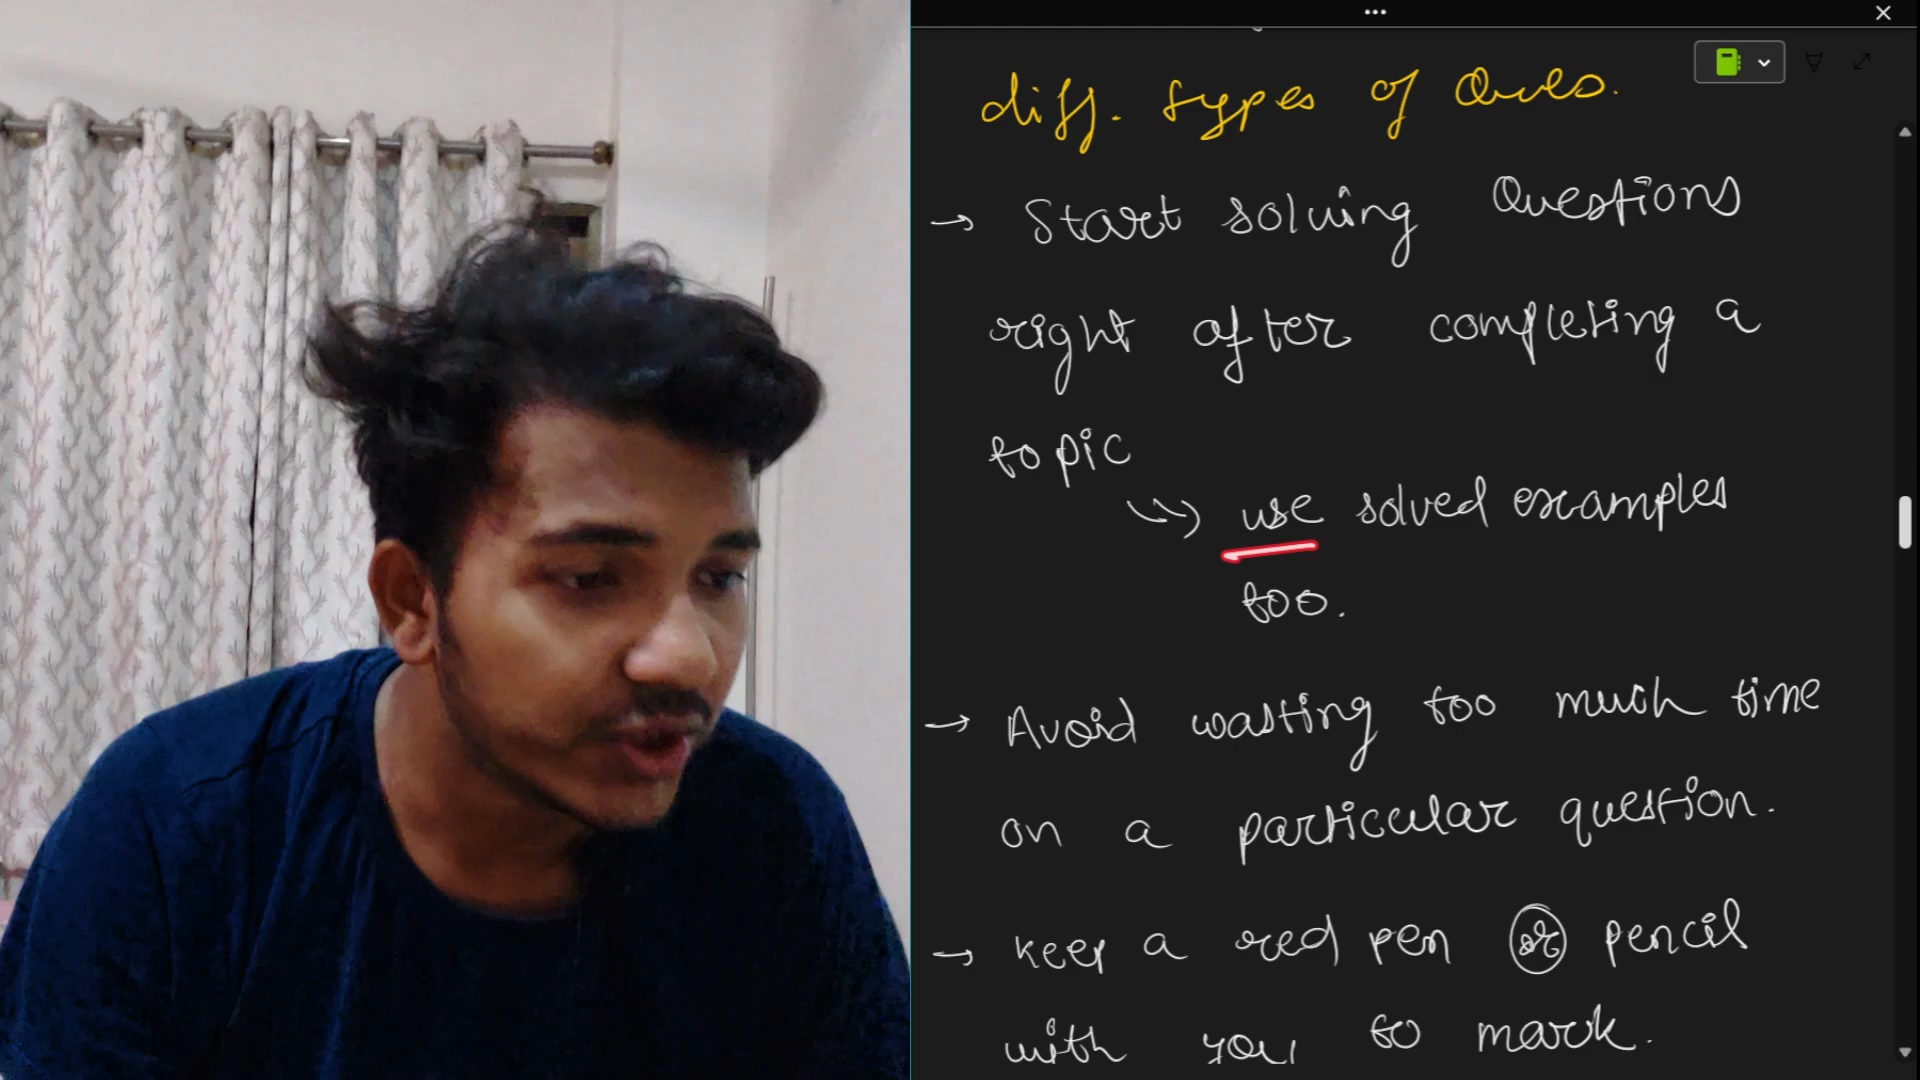 diff. types of Ques.
→ Start solving Questions
right after completing a
topic
↪ use solved examples
too.
→ Avoid wasting too much time
on a particular question.
→ Keep a red pen or pencil
with you to mark.